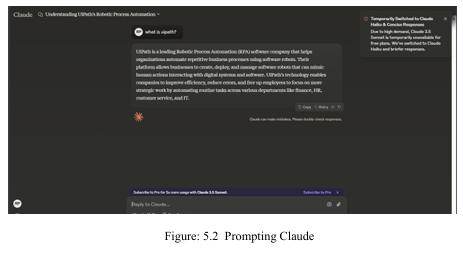 Claude
Understanding UiPath's Robotic Process Automation
Temporarily Switched to Claude
Haiku & Concise Responses
Due to high demand, Claude 3.5
Sonnet is temporarily unavailable for
free plans. We've switched to Claude
Haiku and briefer responses.
RP what is uipath?
UiPath is a leading Robotic Process Automation (RPA) software company that helps
organizations automate repetitive business processes using software robots. Their
platform allows businesses to create, deploy, and manage software robots that can mimic
human actions interacting with digital systems and software. UiPath's technology enables
companies to improve efficiency, reduce errors, and free up employees to focus on more
strategic work by automating routine tasks across various departments like finance, HR,
customer service, and IT.
Copy Retry
Claude can make mistakes. Please double-check responses.
Subscribe to Pro for 5x more usage with Claude 3.5 Sonnet. Subscribe to Pro
Reply to Claude...
RP
Figure: 5.2 Prompting Claude